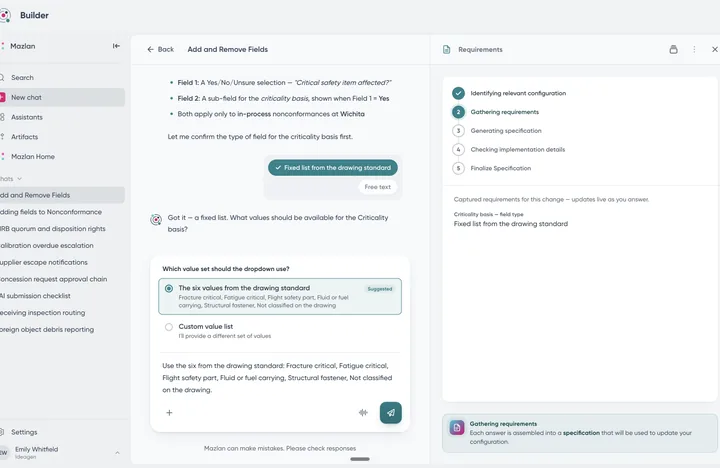 Builder
Mazlan
Search
New chat
Assistants
Artifacts
Mazlan Home
hats
dd and Remove Fields
dding fields to Nonconformance
RB quorum and disposition rights
alibration overdue escalation
upplier escape notifications
oncession request approval chain
AI submission checklist
eceiving inspection routing
oreign object debris reporting
Settings
EW
Emily Whitfield
Ideagen
Back
Add and Remove Fields
• Field 1: A Yes/No/Unsure selection — "Critical safety item affected?"
• Field 2: A sub-field for the criticality basis, shown when Field 1 = Yes
• Both apply only to in-process nonconformances at Wichita
Let me confirm the type of field for the criticality basis first.
Fixed list from the drawing standard
Free text
Got it — a fixed list. What values should be available for the Criticality
basis?
Which value set should the dropdown use?
The six values from the drawing standard
Suggested
Fracture critical, Fatigue critical, Flight safety part, Fluid or fuel
carrying, Structural fastener, Not classified on the drawing
Custom value list
I'll provide a different set of values
Use the six from the drawing standard: Fracture critical, Fatigue critical,
Flight safety part, Fluid or fuel carrying, Structural fastener, Not classified
on the drawing.
Mazlan can make mistakes. Please check responses
Requirements
Identifying relevant configuration
2 Gathering requirements
3 Generating specification
4 Checking implementation details
5 Finalize Specification
Captured requirements for this change — updates live as you answer.
Criticality basis — field type
Fixed list from the drawing standard
Gathering requirements
Each answer is assembled into a specification that will be used to update your
configuration.